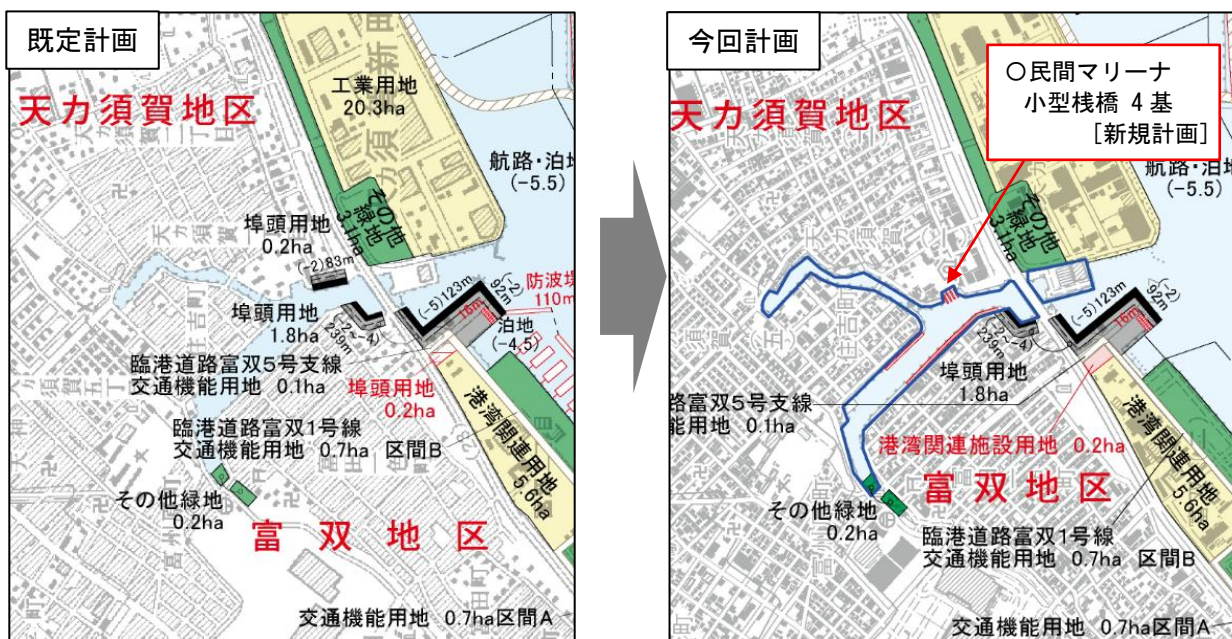 既定計画
天カ須賀地区
工業用地
20.3ha
航路・泊地
(-5.5)
その他
緑地
3.1ha
埠頭用地
0.2ha
(-2)83m
(-5)123m
(-2)
92m
防波堤
110m
16m
泊地
(-4.5)
埠頭用地
1.8ha
(-2~-4)
239m
臨港道路富双5号支線
交通機能用地 0.1ha
埠頭用地
0.2ha
臨港道路富双1号線
交通機能用地 0.7ha 区間B
港湾関連用地
5.6ha
その他緑地
0.2ha
富双地区
交通機能用地 0.7ha区間A
今回計画
天カ須賀地区
〇民間マリーナ
小型桟橋 4基
[新規計画]
航路・泊地
(-5.5)
その他
緑地
3.1ha
(-5)123m
(-2)
92m
16m
(-2~-4)
239m
埠頭用地
1.8ha
路富双5号支線
能用地 0.1ha
港湾関連施設用地 0.2ha
港湾関連用地
5.6ha
富双地区
その他緑地
0.2ha
臨港道路富双1号線
交通機能用地 0.7ha 区間B
交通機能用地 0.7ha区間A